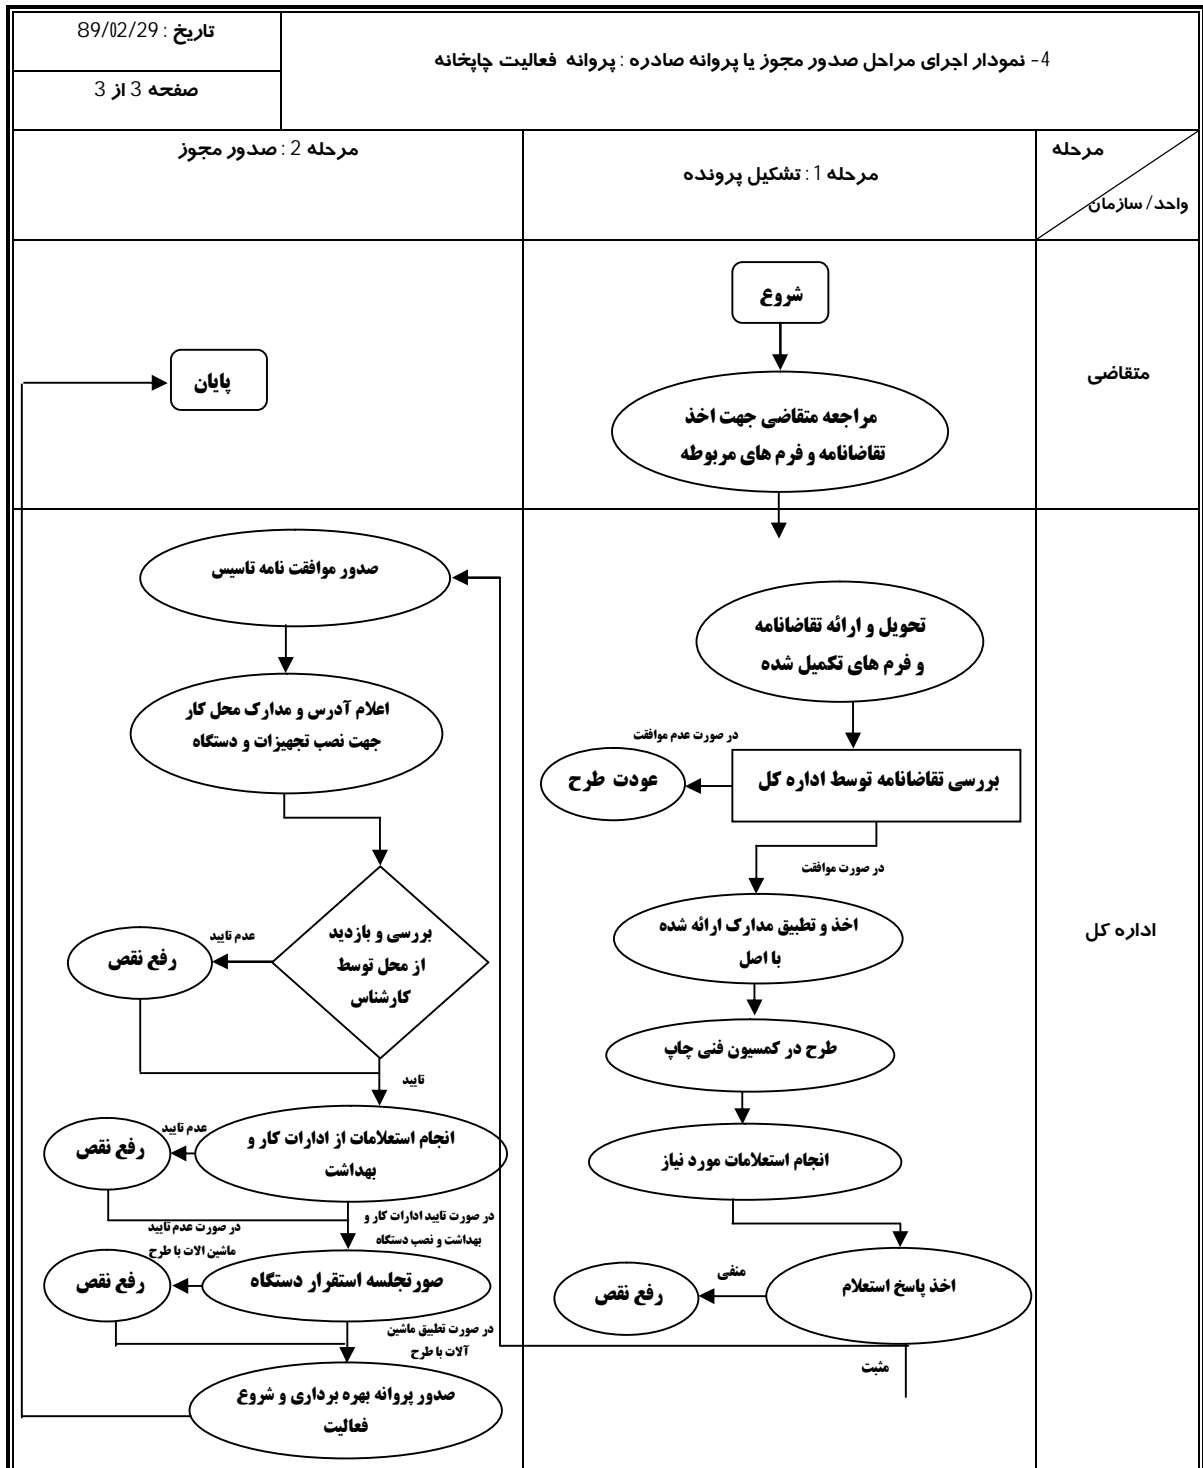 تاریخ : 89/02/29
4- نمودار اجرای مراحل صدور مجوز یا پروانه صادره : پروانه فعالیت چاپخانه
صفحه 3 از 3
مرحله
واحد/ سازمان
مرحله 1 : تشکیل پرونده
مرحله 2 : صدور مجوز
متقاضی
شروع
مراجعه متقاضی جهت اخذ
تقاضانامه و فرم های مربوطه
پایان
اداره کل
تحویل و ارائه تقاضانامه
و فرم های تکمیل شده
در صورت عدم موافقت
بررسی تقاضانامه توسط اداره کل
عودت طرح
در صورت موافقت
اخذ و تطبیق مدارک ارائه شده
با اصل
طرح در کمسیون فنی چاپ
انجام استعلامات مورد نیاز
اخذ پاسخ استعلام
منفی
رفع نقص
مثبت
صدور موافقت نامه تاسیس
اعلام آدرس و مدارک محل کار
جهت نصب تجهیزات و دستگاه
بررسی و بازدید
از محل توسط
کارشناس
عدم تایید
رفع نقص
تایید
انجام استعلامات از ادارات کار و
بهداشت
عدم تایید
رفع نقص
در صورت تایید ادارات کار و
بهداشت و نصب دستگاه
در صورت عدم تایید
ماشین الات با طرح
صورتجلسه استقرار دستگاه
رفع نقص
در صورت تطبیق ماشین
آلات با طرح
صدور پروانه بهره برداری و شروع
فعالیت